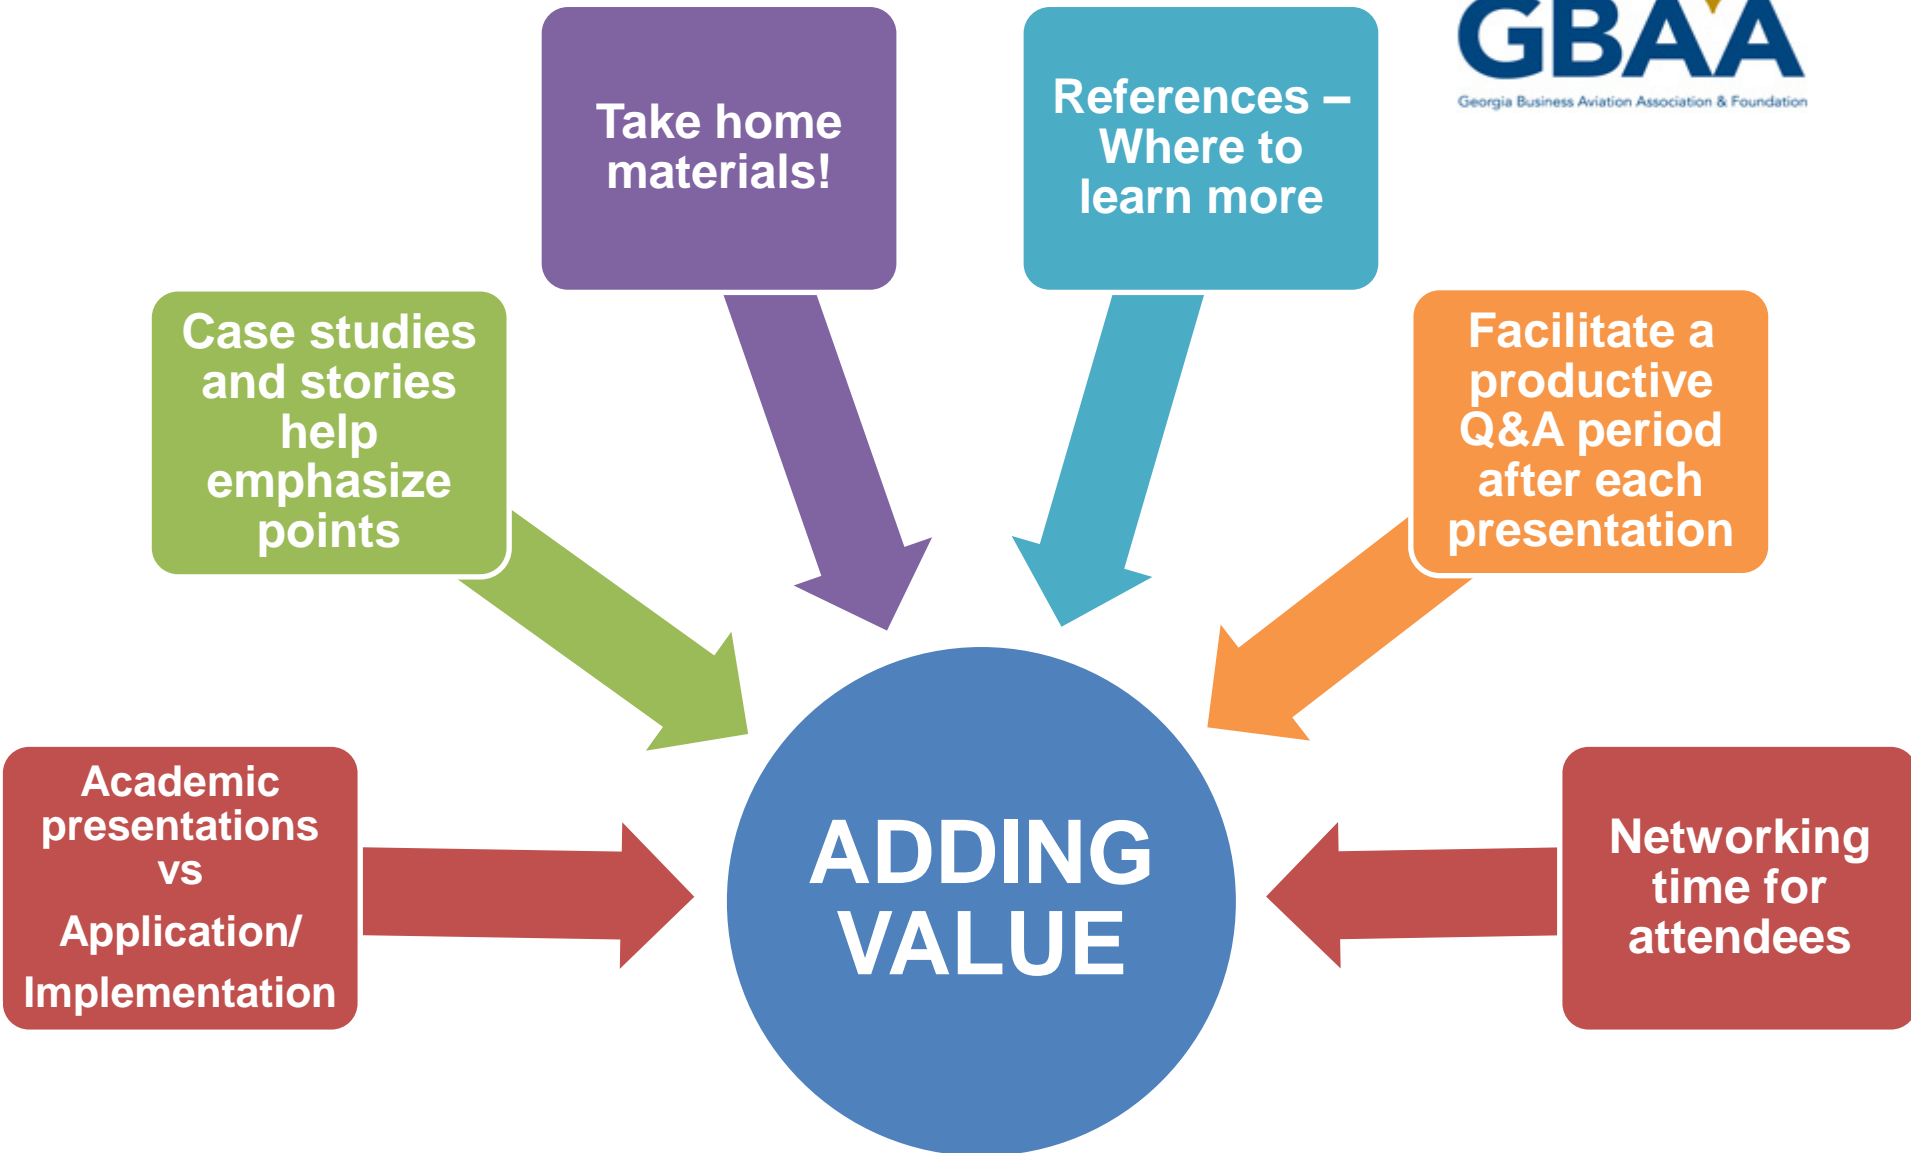 GBAA
Georgia Business Aviation Association & Foundation
Take home
materials!
References –
Where to
learn more
Case studies
and stories
help
emphasize
points
Facilitate a
productive
Q&A period
after each
presentation
Academic
presentations
vs
Application/
Implementation
ADDING
VALUE
Networking
time for
attendees